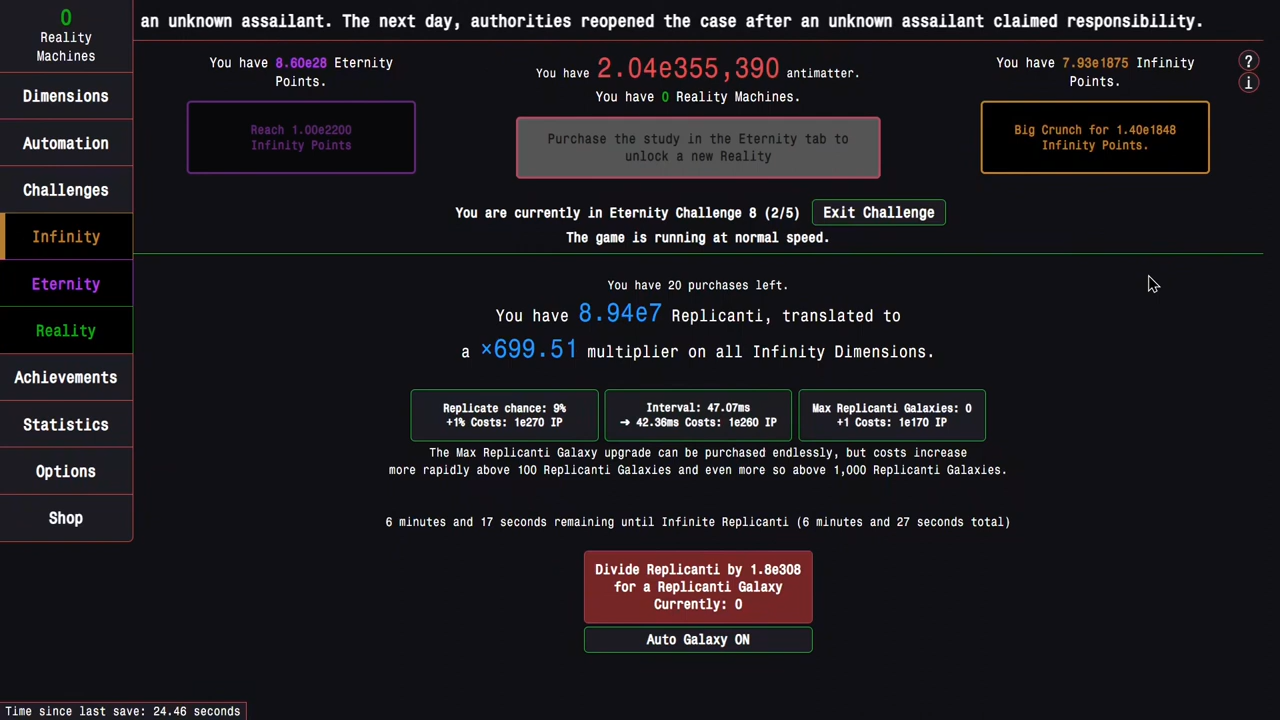 an unknown assailant. The next day, authorities reopened the case after an unknown assailant claimed responsibility.
0
Reality
Machines
Dimensions
Automation
Challenges
Infinity
Eternity
Reality
Achievements
Statistics
Options
Shop
You have 8.60e28 Eternity
Points.
Reach 1.00e2200
Infinity Points
You have 2.04e355,390 antimatter.
You have 0 Reality Machines.
Purchase the study in the Eternity tab to
unlock a new Reality
You have 7.93e1875 Infinity
Points.
Big Crunch for 1.40e1848
Infinity Points.
?
i
You are currently in Eternity Challenge 8 (2/5)
Exit Challenge
The game is running at normal speed.
You have 20 purchases left.
You have 8.94e7 Replicanti, translated to
a ×699.51 multiplier on all Infinity Dimensions.
Replicate chance: 9%
+1% Costs: 1e270 IP
Interval: 47.07ms
➜ 42.36ms Costs: 1e260 IP
Max Replicanti Galaxies: 0
+1 Costs: 1e170 IP
The Max Replicanti Galaxy upgrade can be purchased endlessly, but costs increase
more rapidly above 100 Replicanti Galaxies and even more so above 1,000 Replicanti Galaxies.
6 minutes and 17 seconds remaining until Infinite Replicanti (6 minutes and 27 seconds total)
Divide Replicanti by 1.8e308
for a Replicanti Galaxy
Currently: 0
Auto Galaxy ON
Time since last save: 24.46 seconds